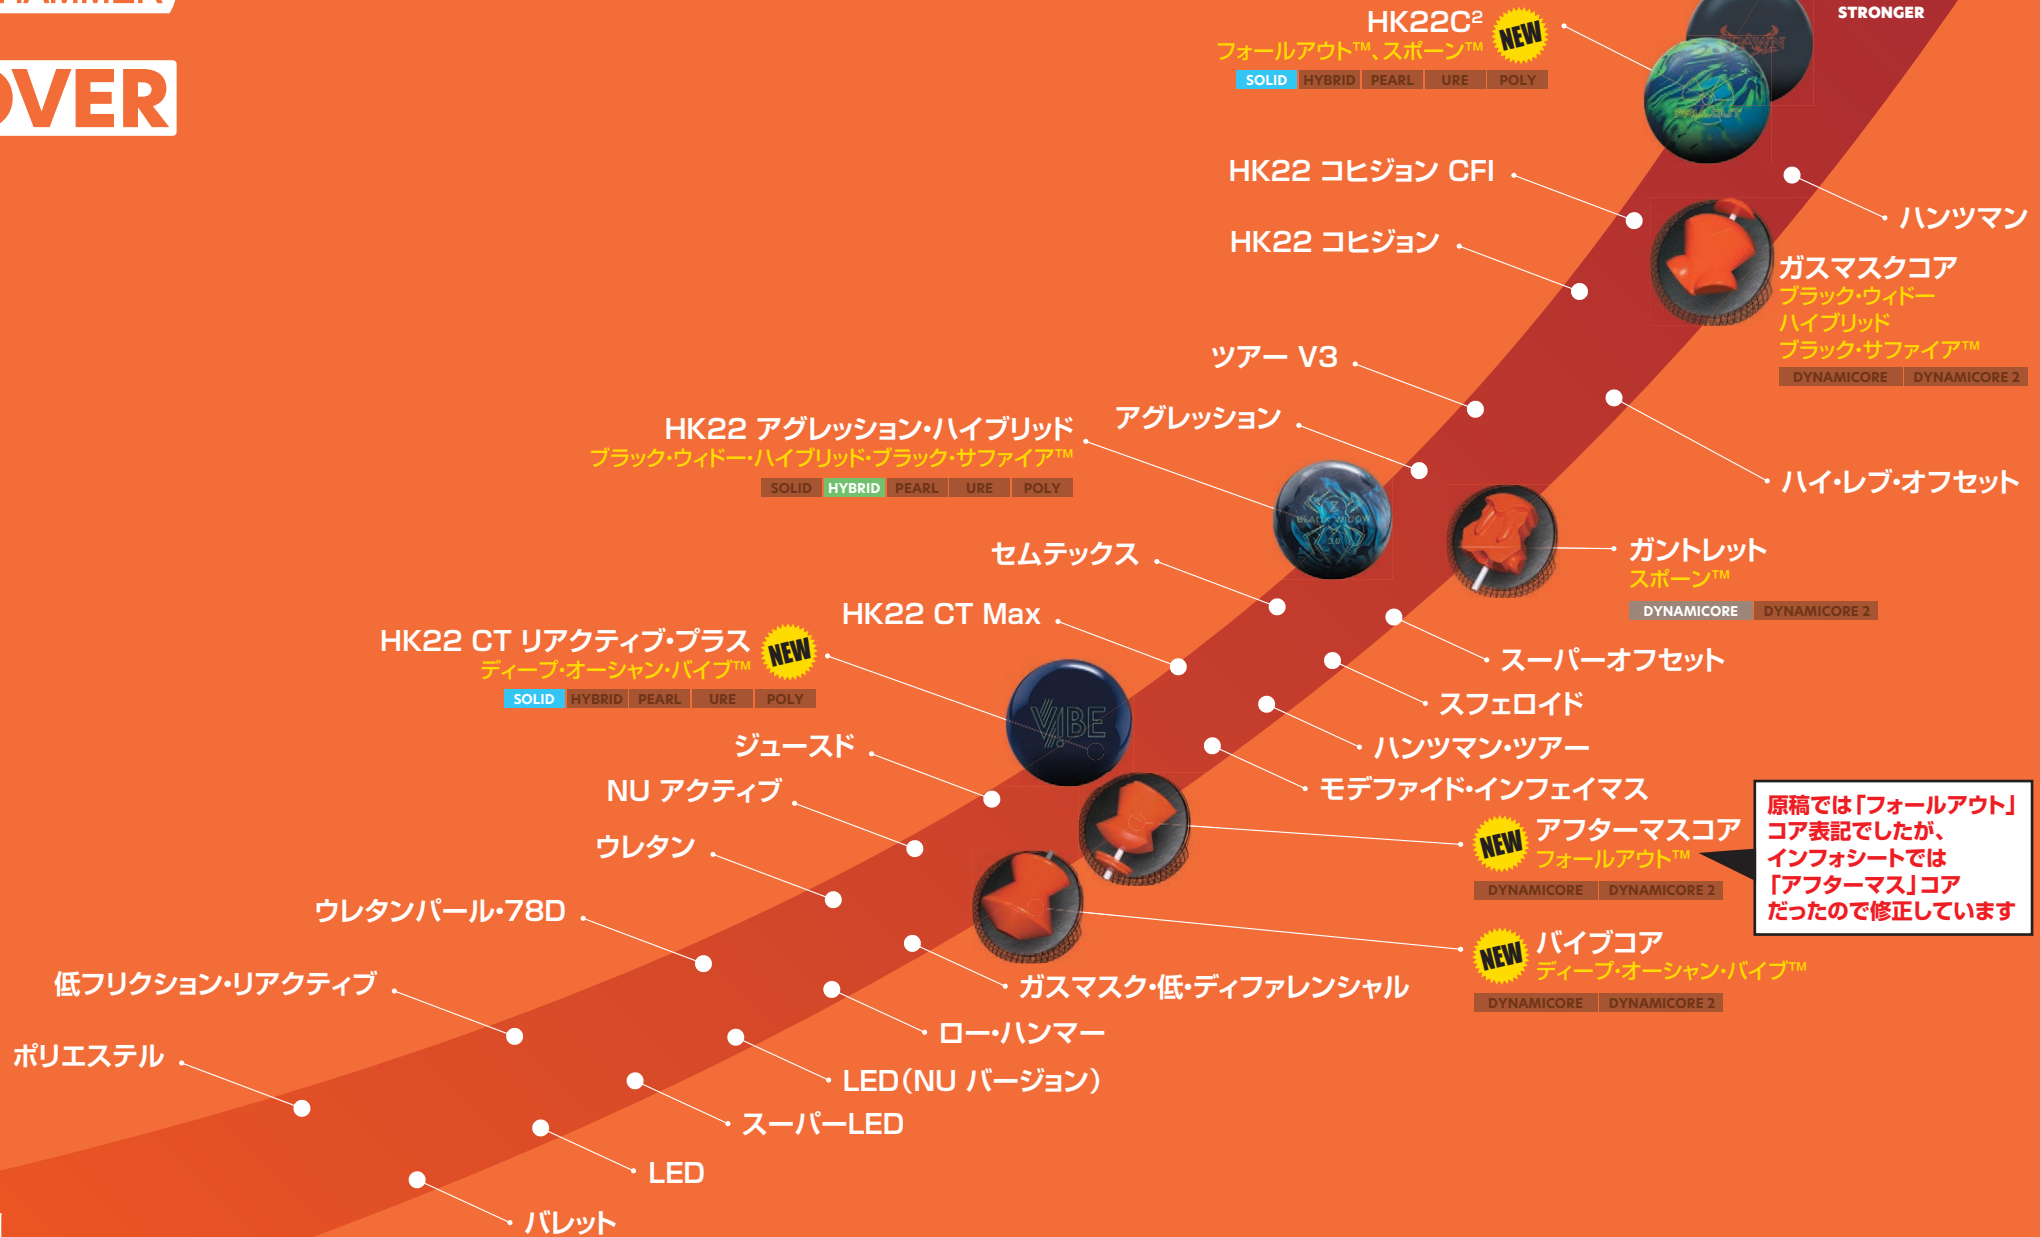 HAMMER
OVER
STRONGER
HK22C² NEW
フォールアウト™、スポーン™
SOLID HYBRID PEARL URE POLY
HK22 コヒジョン CFI
HK22 コヒジョン
ツアー V3
アグレッション
HK22 アグレッション・ハイブリッド
ブラック・ウィドー・ハイブリッド・ブラック・サファイア™
SOLID HYBRID PEARL URE POLY
セムテックス
HK22 CT Max
HK22 CT リアクティブ・プラス NEW
ディープ・オーシャン・バイブ™
SOLID HYBRID PEARL URE POLY
ジュースド
NU アクティブ
ウレタン
ウレタンパール・78D
低フリクション・リアクティブ
ポリエステル
FALLOUT
BLACK WIDOW
3.0
VIBE
ハンツマン
ガスマスクコア
ブラック・ウィドー
ハイブリッド
ブラック・サファイア™
DYNAMICORE DYNAMICORE 2
ハイ・レブ・オフセット
ガントレット
スポーン™
DYNAMICORE DYNAMICORE 2
スーパーオフセット
スフェロイド
ハンツマン・ツアー
モデファイド・インフェイマス
NEW アフターマスコア
フォールアウト™
DYNAMICORE DYNAMICORE 2
原稿では「フォールアウト」
コア表記でしたが、
インフォシートでは
「アフターマス」コア
だったので修正しています
NEW バイブコア
ディープ・オーシャン・バイブ™
DYNAMICORE DYNAMICORE 2
ガスマスク・低・ディファレンシャル
ロー・ハンマー
LED（NU バージョン）
スーパーLED
LED
バレット